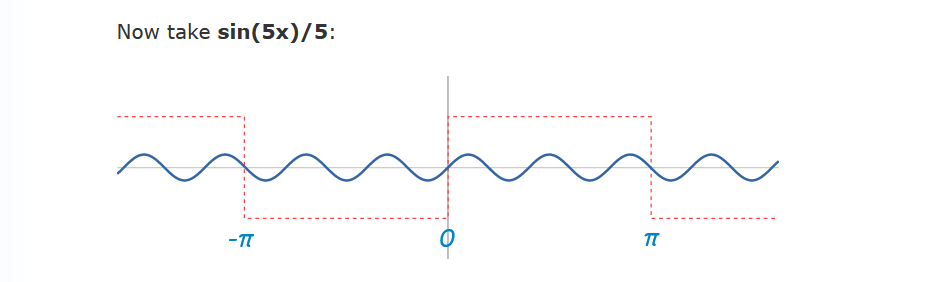 Now take sin(5x)/5:
-π 0 π